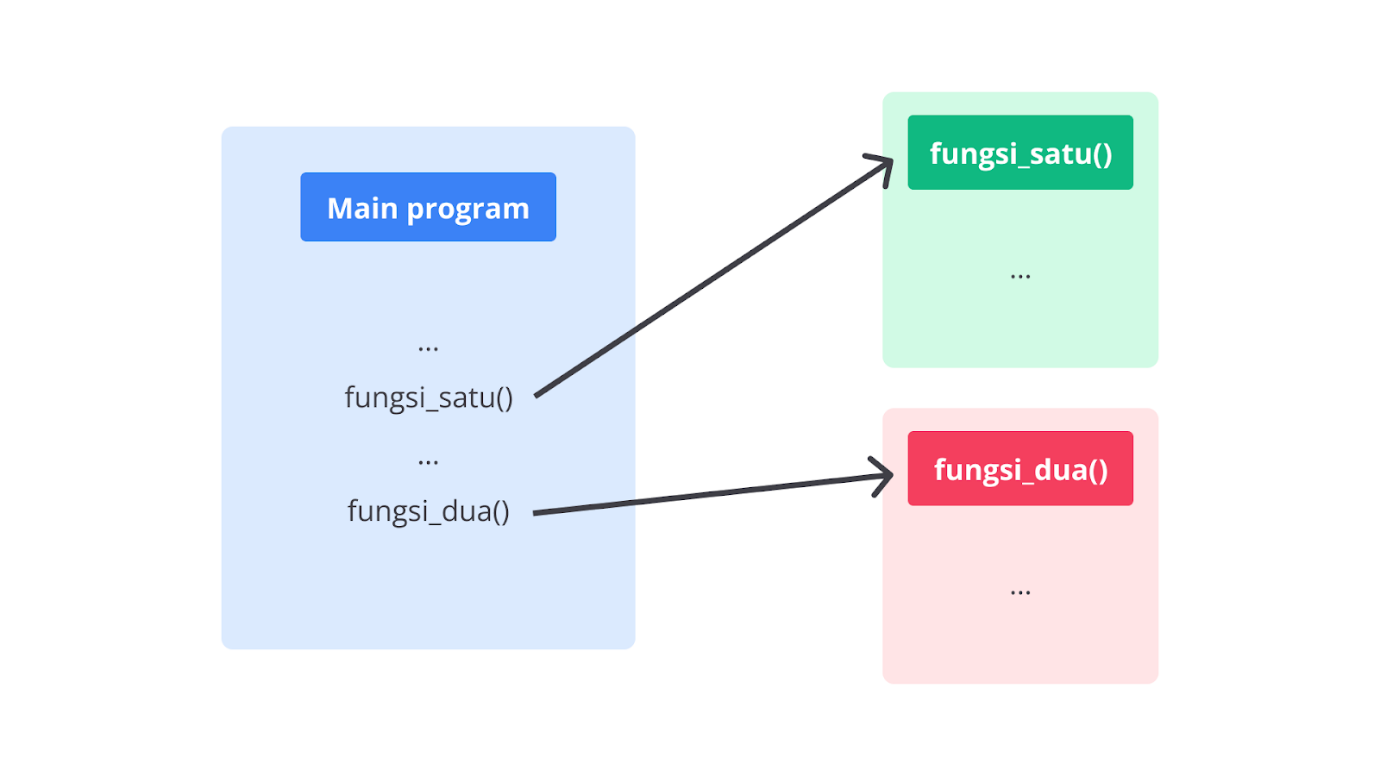 Main program
...
fungsi_satu()
...
fungsi_dua()
fungsi_satu()
...
fungsi_dua()
...